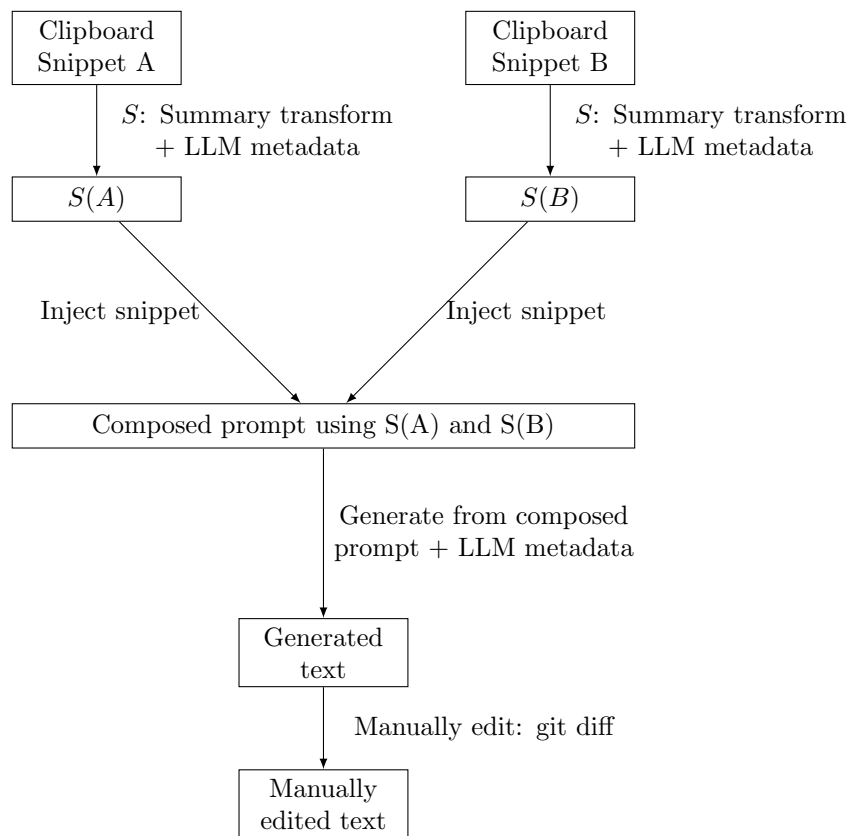 Clipboard
Snippet A
Clipboard
Snippet B
S: Summary transform
+ LLM metadata
S: Summary transform
+ LLM metadata
S(A)
S(B)
Inject snippet
Inject snippet
Composed prompt using S(A) and S(B)
Generate from composed
prompt + LLM metadata
Generated
text
Manually edit: git diff
Manually
edited text